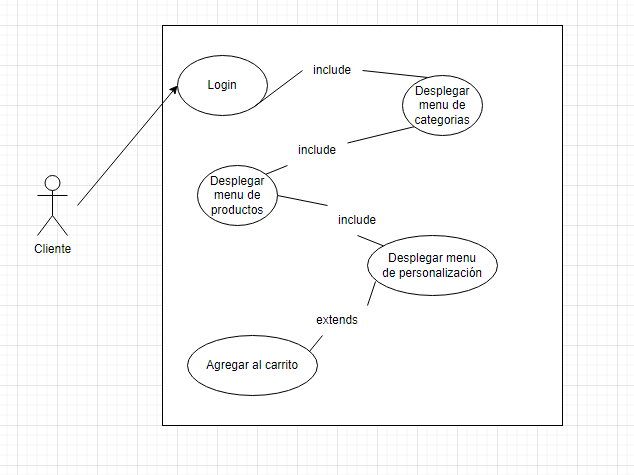 Login
include
Desplegar
menu de
categorias
include
Desplegar
menu de
productos
include
Cliente
Desplegar menu
de personalización
extends
Agregar al carrito